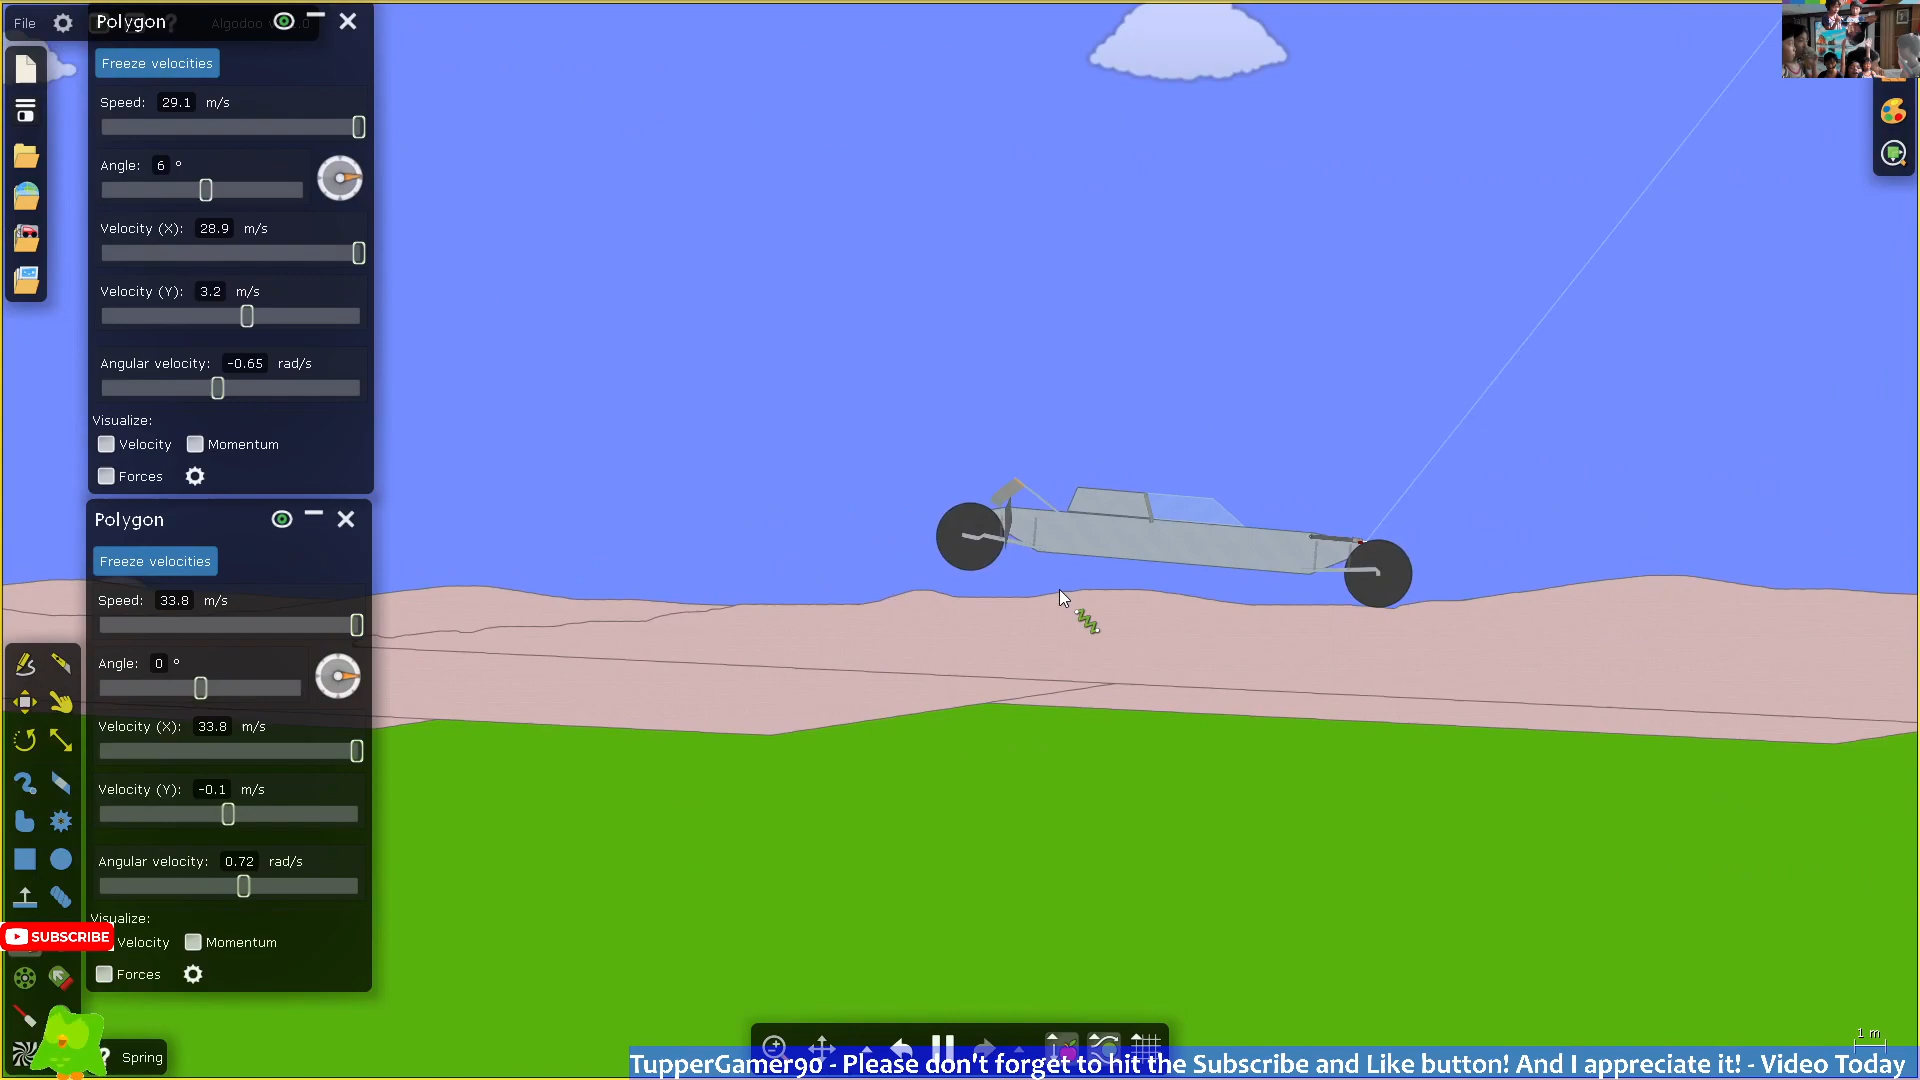 File
Polygon
Algodoo
Freeze velocities
Speed: 29.1 m/s
Angle: 6 °
Velocity (X): 28.9 m/s
Velocity (Y): 3.2 m/s
Angular velocity: -0.65 rad/s
Visualize:
Velocity Momentum
Forces
Polygon
Freeze velocities
Speed: 33.8 m/s
Angle: 0 °
Velocity (X): 33.8 m/s
Velocity (Y): -0.1 m/s
Angular velocity: 0.72 rad/s
Visualize:
Velocity Momentum
Forces
SUBSCRIBE
? Spring
1 m
TupperGamer90 - Please don't forget to hit the Subscribe and Like button! And I appreciate it! - Video Today